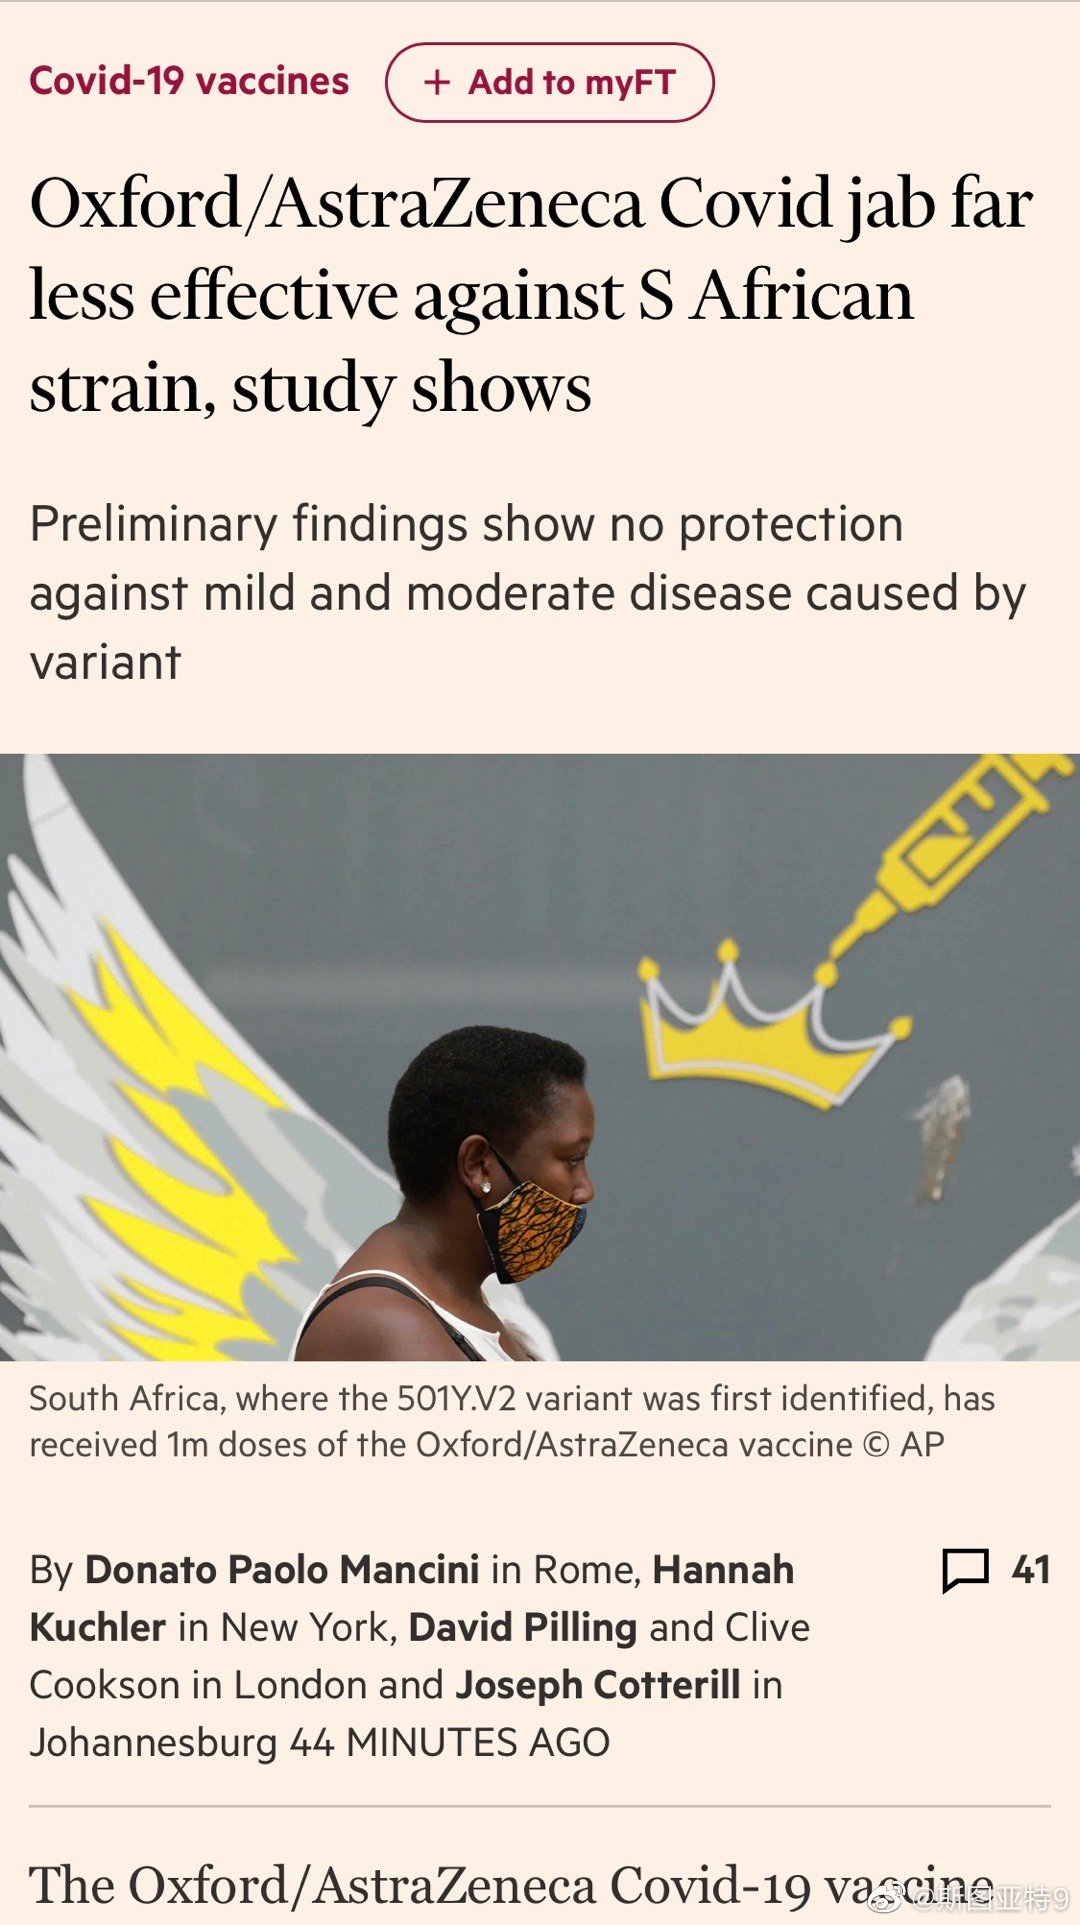 Covid-19 vaccines
+ Add to myFT
Oxford/AstraZeneca Covid jab far
less effective against S African
strain, study shows
Preliminary findings show no protection
against mild and moderate disease caused by
variant
South Africa, where the 501Y.V2 variant was first identified, has
received 1m doses of the Oxford/AstraZeneca vaccine © AP
By Donato Paolo Mancini in Rome, Hannah
Kuchler in New York, David Pilling and Clive
Cookson in London and Joseph Cotterill in
Johannesburg 44 MINUTES AGO
41
The Oxford/AstraZeneca Covid-19 vaccine
@斯图亚特9